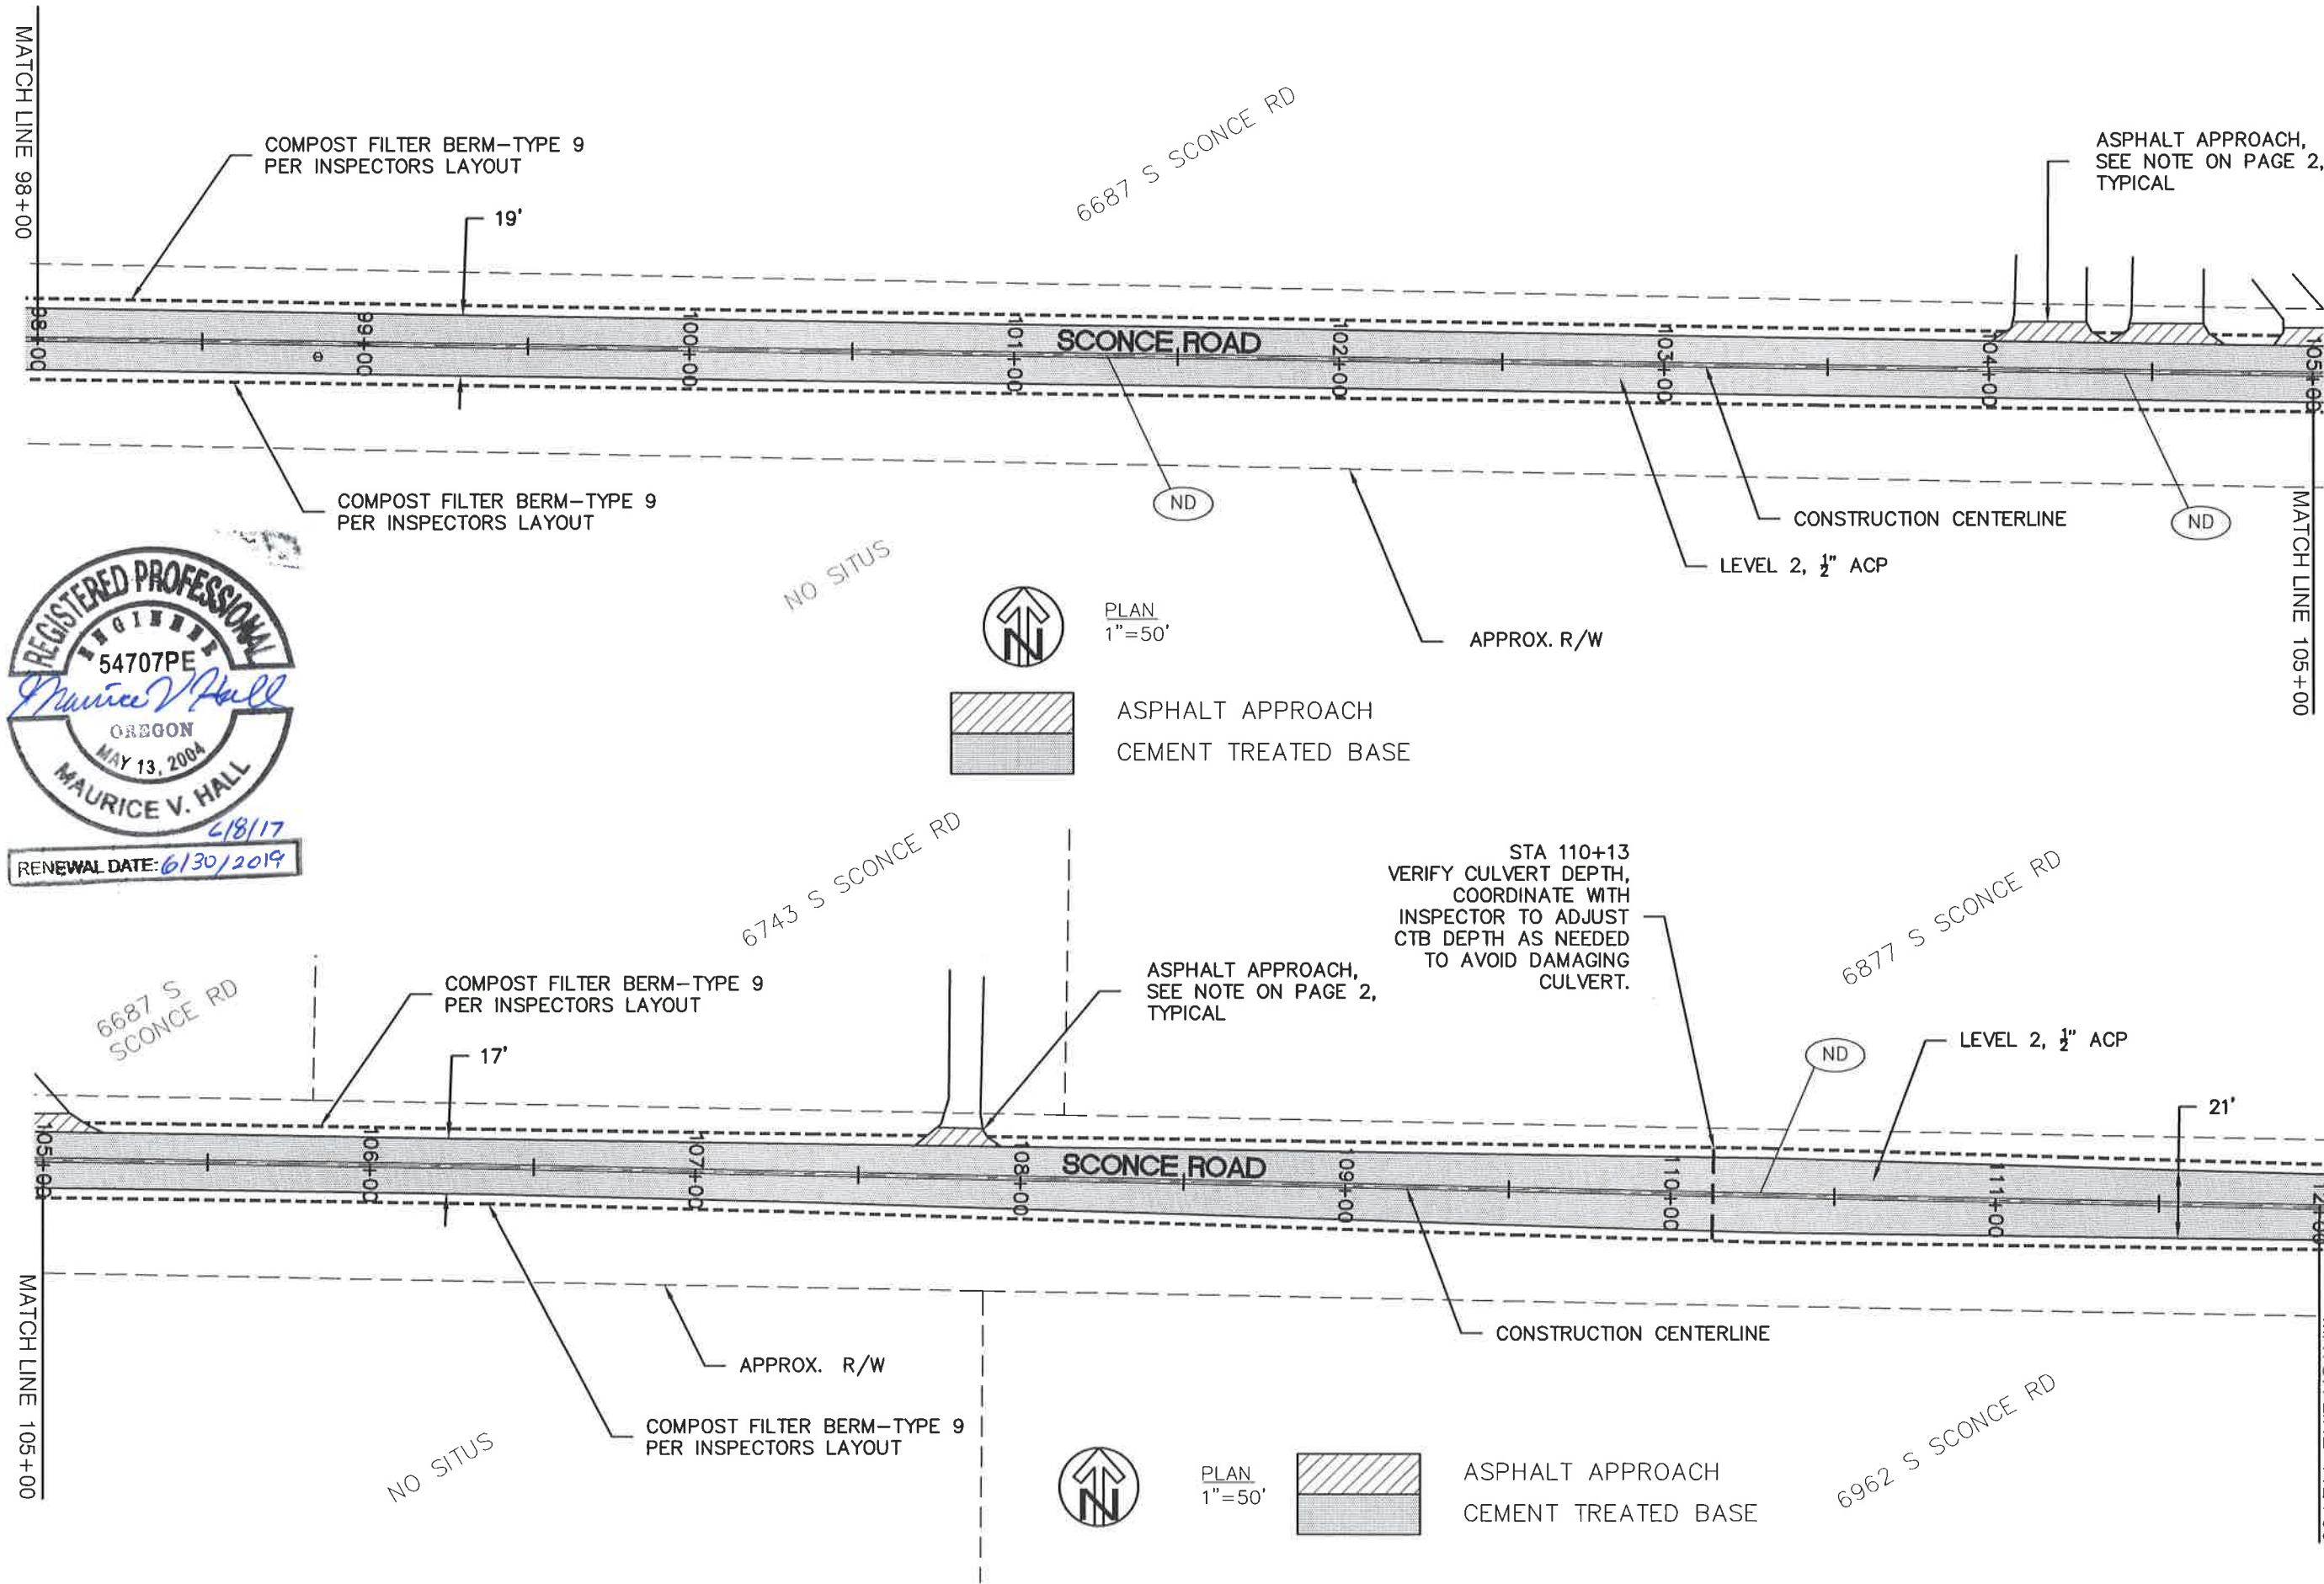 MATCH LINE 98+00
COMPOST FILTER BERM-TYPE 9
PER INSPECTORS LAYOUT
19'
6687 S SCONCE RD
ASPHALT APPROACH,
SEE NOTE ON PAGE 2,
TYPICAL
98+00
99+00
100+00
101+00
SCONCE ROAD
102+00
103+00
104+00
105+00
COMPOST FILTER BERM-TYPE 9
PER INSPECTORS LAYOUT
ND
CONSTRUCTION CENTERLINE
ND
LEVEL 2, ½" ACP
APPROX. R/W
MATCH LINE 105+00
NO SITUS
N
PLAN
1"=50'
ASPHALT APPROACH
CEMENT TREATED BASE
REGISTERED PROFESSIONAL
ENGINEER
54707PE
Maurice V Hall
OREGON
MAY 13, 2004
MAURICE V. HALL
6/8/17
RENEWAL DATE: 6/30/2019
6743 S SCONCE RD
STA 110+13
VERIFY CULVERT DEPTH,
COORDINATE WITH
INSPECTOR TO ADJUST
CTB DEPTH AS NEEDED
TO AVOID DAMAGING
CULVERT.
6877 S SCONCE RD
6687 S
SCONCE RD
COMPOST FILTER BERM-TYPE 9
PER INSPECTORS LAYOUT
17'
ASPHALT APPROACH,
SEE NOTE ON PAGE 2,
TYPICAL
ND
LEVEL 2, ½" ACP
21'
105+00
106+00
107+00
108+00
SCONCE ROAD
109+00
110+00
111+00
MATCH LINE 105+00
APPROX. R/W
CONSTRUCTION CENTERLINE
COMPOST FILTER BERM-TYPE 9
PER INSPECTORS LAYOUT
NO SITUS
N
PLAN
1"=50'
ASPHALT APPROACH
CEMENT TREATED BASE
6962 S SCONCE RD